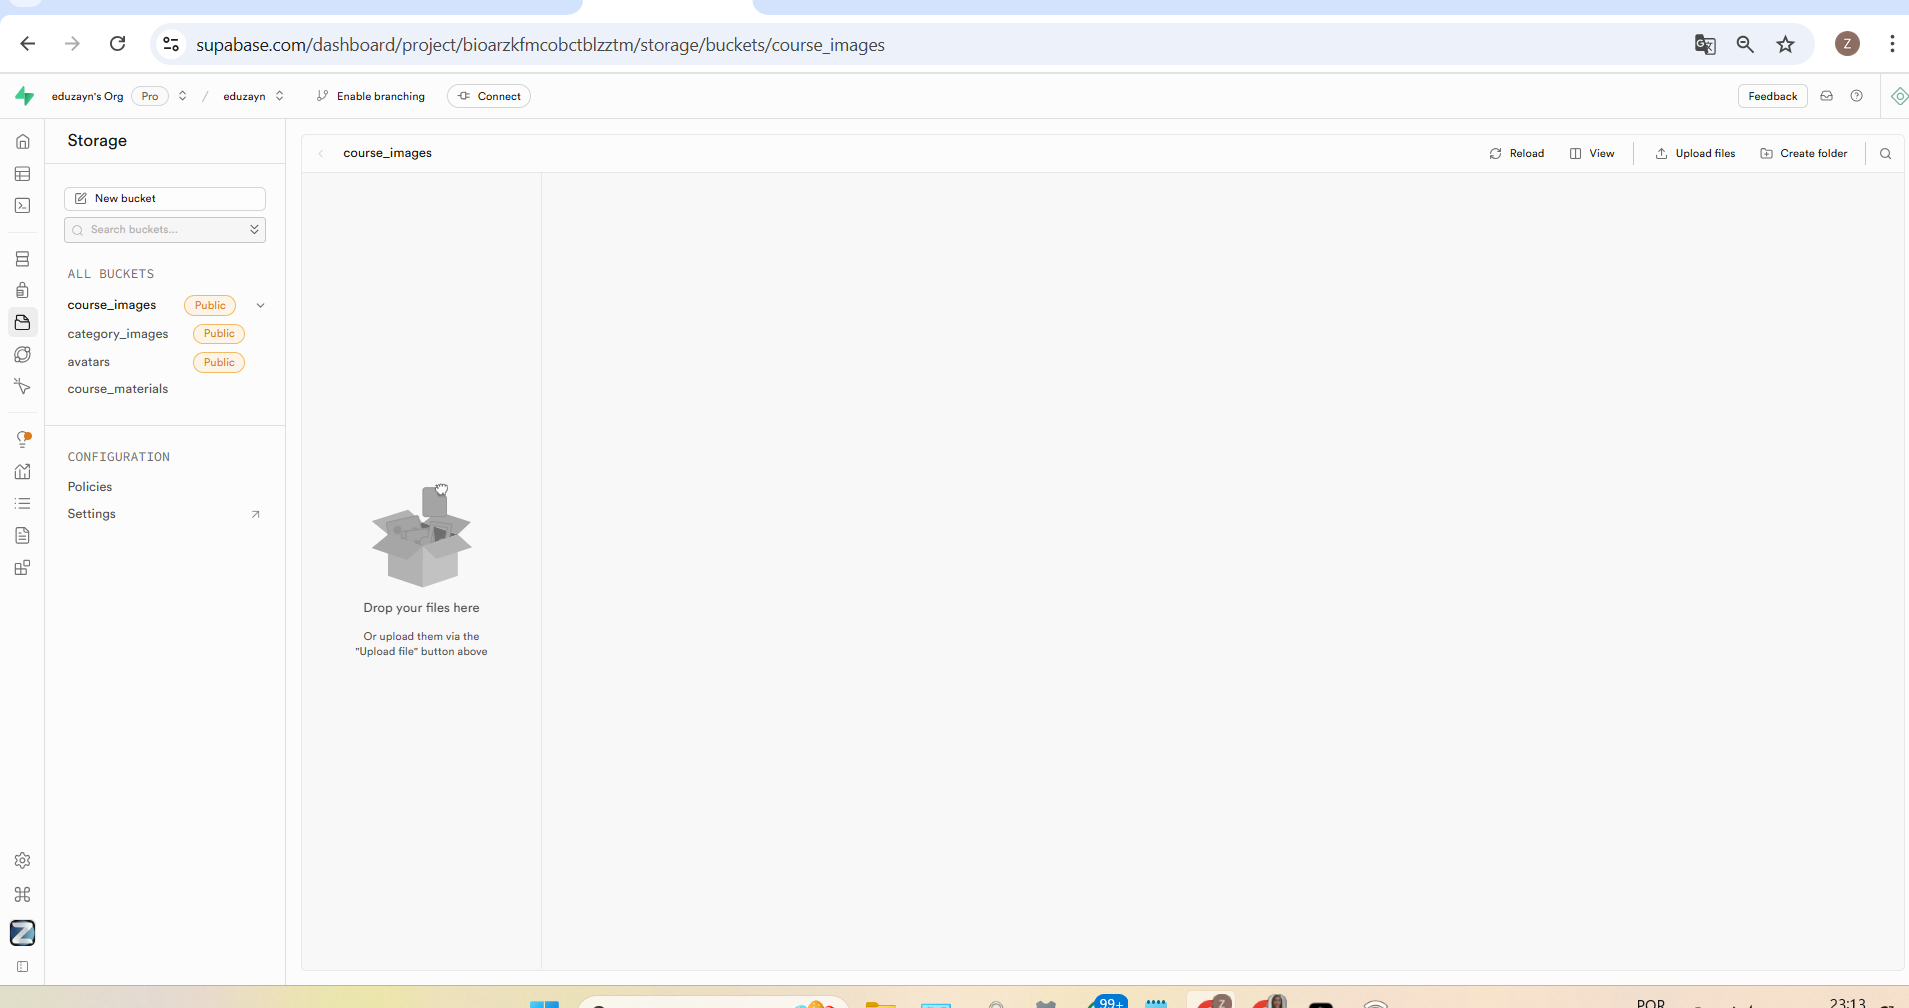 supabase.com/dashboard/project/bioarzkfmcobctblzztm/storage/buckets/course_images
Z
eduzayn's Org
Pro
/
eduzayn
Enable branching
Connect
Feedback
Storage
New bucket
Search buckets...
ALL BUCKETS
course_images
Public
category_images
Public
avatars
Public
course_materials
CONFIGURATION
Policies
Settings
Z
course_images
Reload
View
Upload files
Create folder
Drop your files here
Or upload them via the
"Upload file" button above
99+
Z
POR
23:13